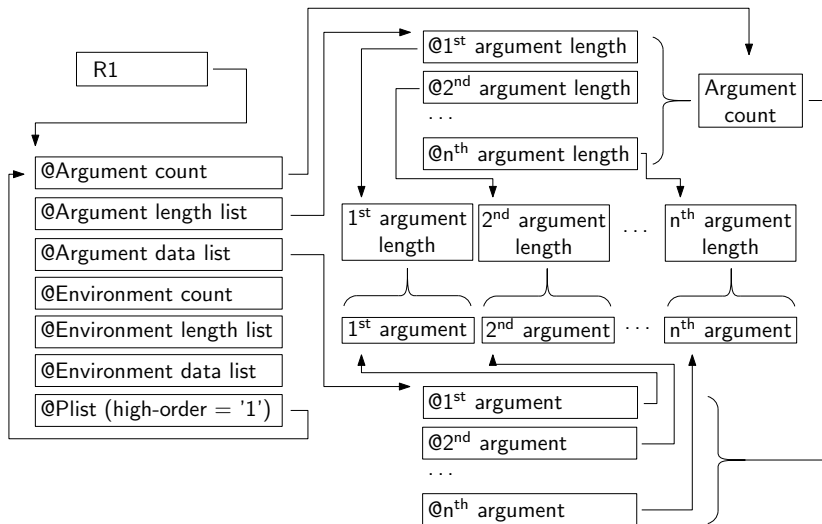 R1
@Argument count
@Argument length list
@Argument data list
@Environment count
@Environment length list
@Environment data list
@Plist (high-order = '1')
@1st argument length
@2nd argument length
...
@nth argument length
Argument
count
1st argument
length
2nd argument
length
...
nth argument
length
1st argument
2nd argument
...
nth argument
@1st argument
@2nd argument
...
@nth argument